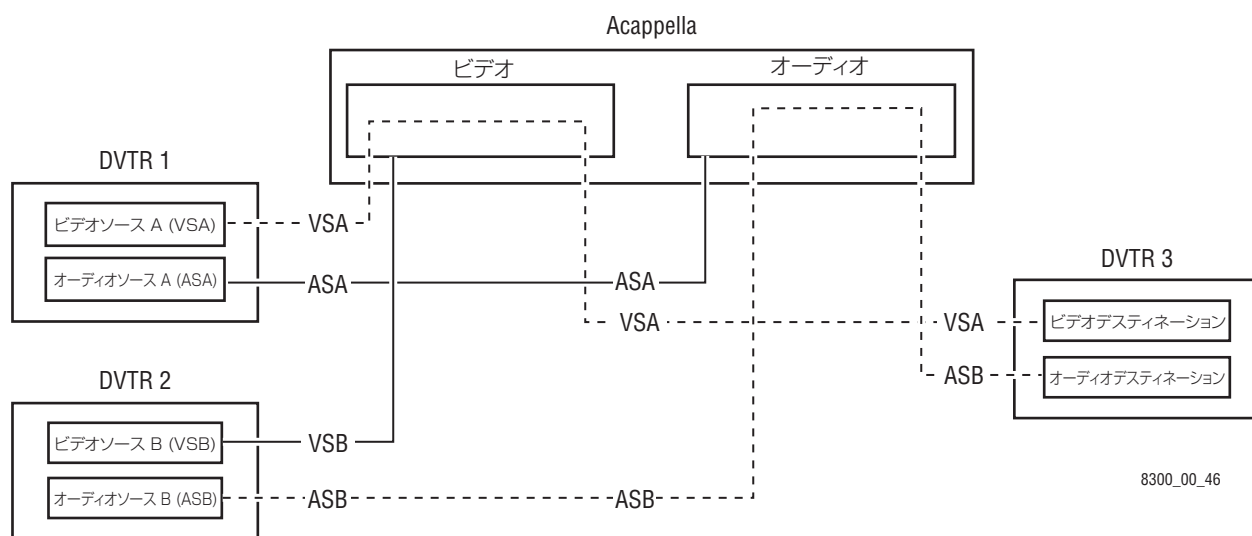 Acappella
ビデオ
オーディオ
DVTR 1
ビデオソース A (VSA)
VSA
オーディオソース A (ASA)
ASA
ASA
VSA
DVTR 3
VSA
ビデオデスティネーション
ASB
オーディオデスティネーション
DVTR 2
ビデオソース B (VSB)
VSB
オーディオソース B (ASB)
ASB
ASB
8300_00_46